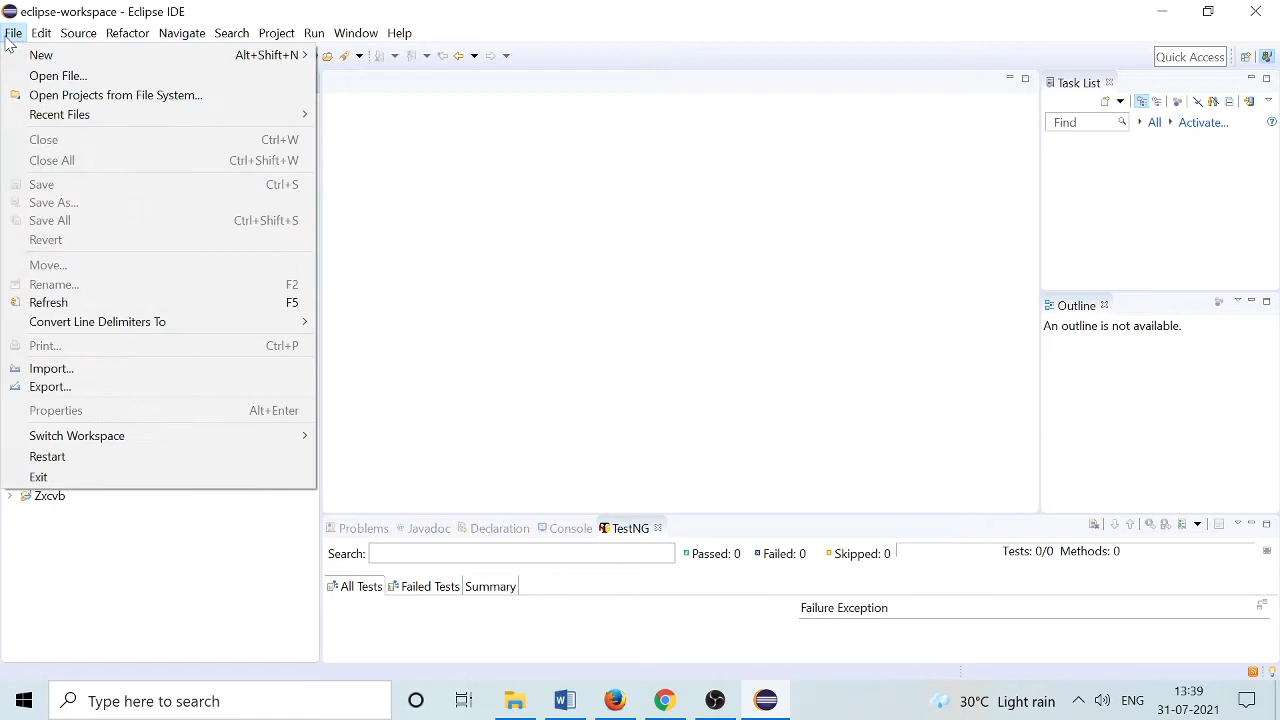 eclipse-workspace - Eclipse IDE
File Edit Source Refactor Navigate Search Project Run Window Help
New Alt+Shift+N
Open File...
Open Projects from File System...
Recent Files
Close Ctrl+W
Close All Ctrl+Shift+W
Save Ctrl+S
Save As...
Save All Ctrl+Shift+S
Revert
Move...
Rename... F2
Refresh F5
Convert Line Delimiters To
Print... Ctrl+P
Import...
Export...
Properties Alt+Enter
Switch Workspace
Restart
Exit
Zxcvb
Quick Access
Task List
Find All Activate...
Outline
An outline is not available.
Problems Javadoc Declaration Console TestNG
Search: Passed: 0 Failed: 0 Skipped: 0 Tests: 0/0 Methods: 0
All Tests Failed Tests Summary
Failure Exception
Type here to search
30°C Light rain
ENG
13:39
31-07-2021